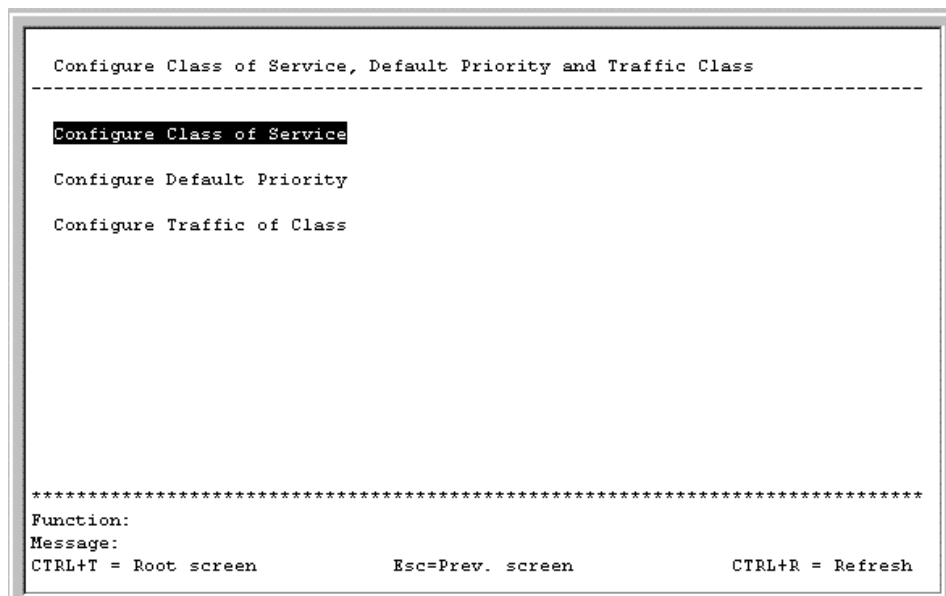 Configure Class of Service, Default Priority and Traffic Class
-------------------------------------------------------------------------------
Configure Class of Service
Configure Default Priority
Configure Traffic of Class
*******************************************************************************
Function:
Message:
CTRL+T = Root screen Esc=Prev. screen CTRL+R = Refresh